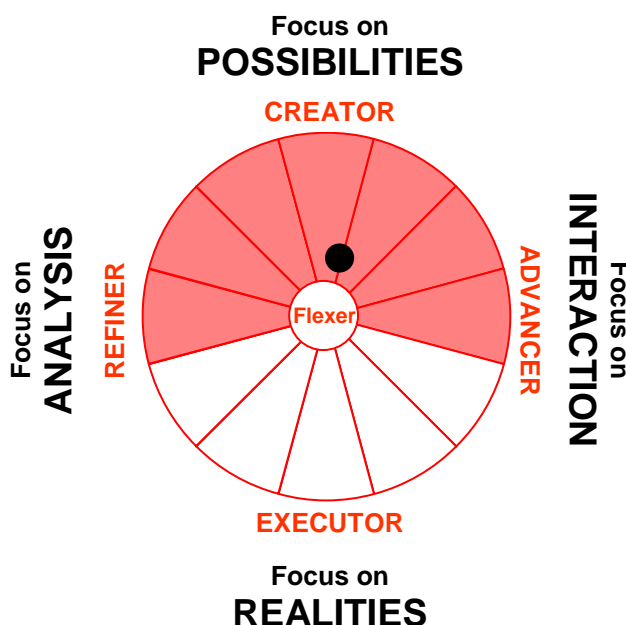 Focus on
POSSIBILITIES
CREATOR
Focus on
ANALYSIS
REFINER
Flexer
ADVANCER
INTERACTION
Focus on
EXECUTOR
Focus on
REALITIES